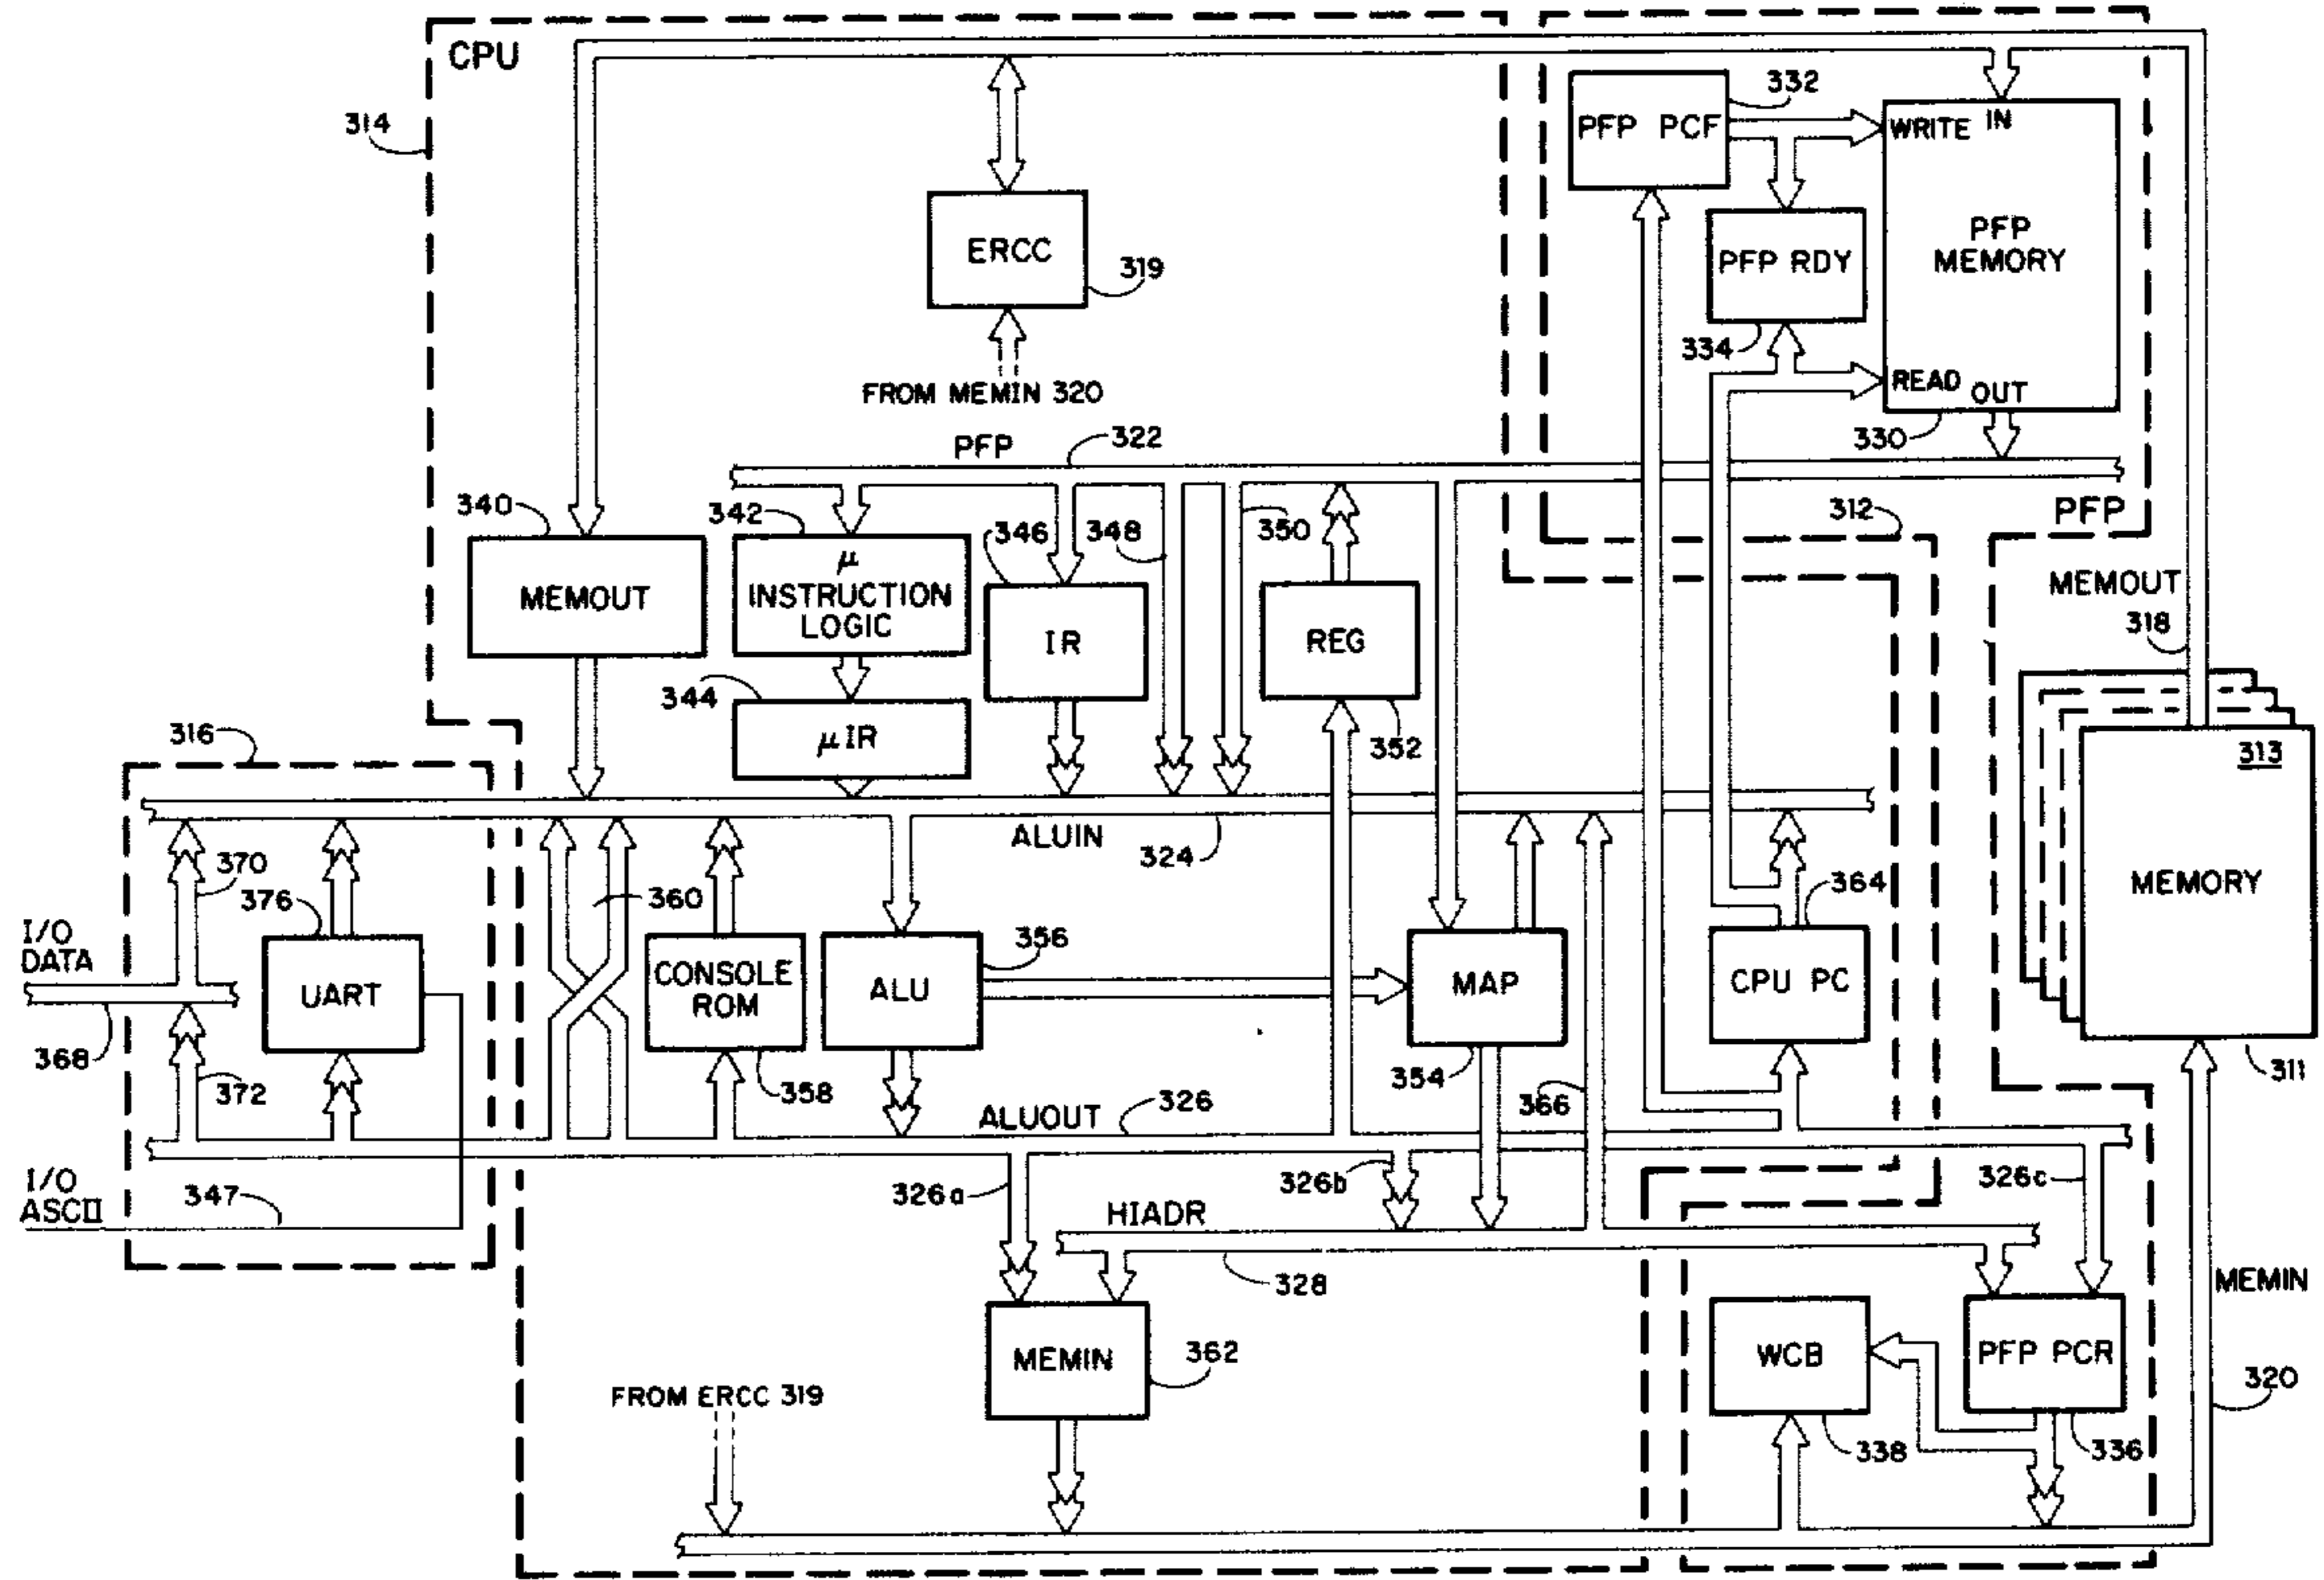 CPU
314
332
PFP PCF
WRITE IN
PFP
MEMORY
ERCC
319
PFP RDY
334
READ OUT
330
FROM MEMIN 320
PFP
322
340
342
346
348
350
312
PFP
MEMOUT
μ
INSTRUCTION
LOGIC
IR
REG
MEMOUT
318
344
μIR
352
316
313
MEMORY
311
ALUIN
324
370
376
360
356
364
I/O
DATA
UART
CONSOLE
ROM
ALU
MAP
CPU PC
368
372
358
354
366
ALUOUT
326
I/O
ASCII
347
326a
326b
326c
HIADR
328
MEMIN
MEMIN
362
WCB
PFP PCR
320
FROM ERCC 319
338
336